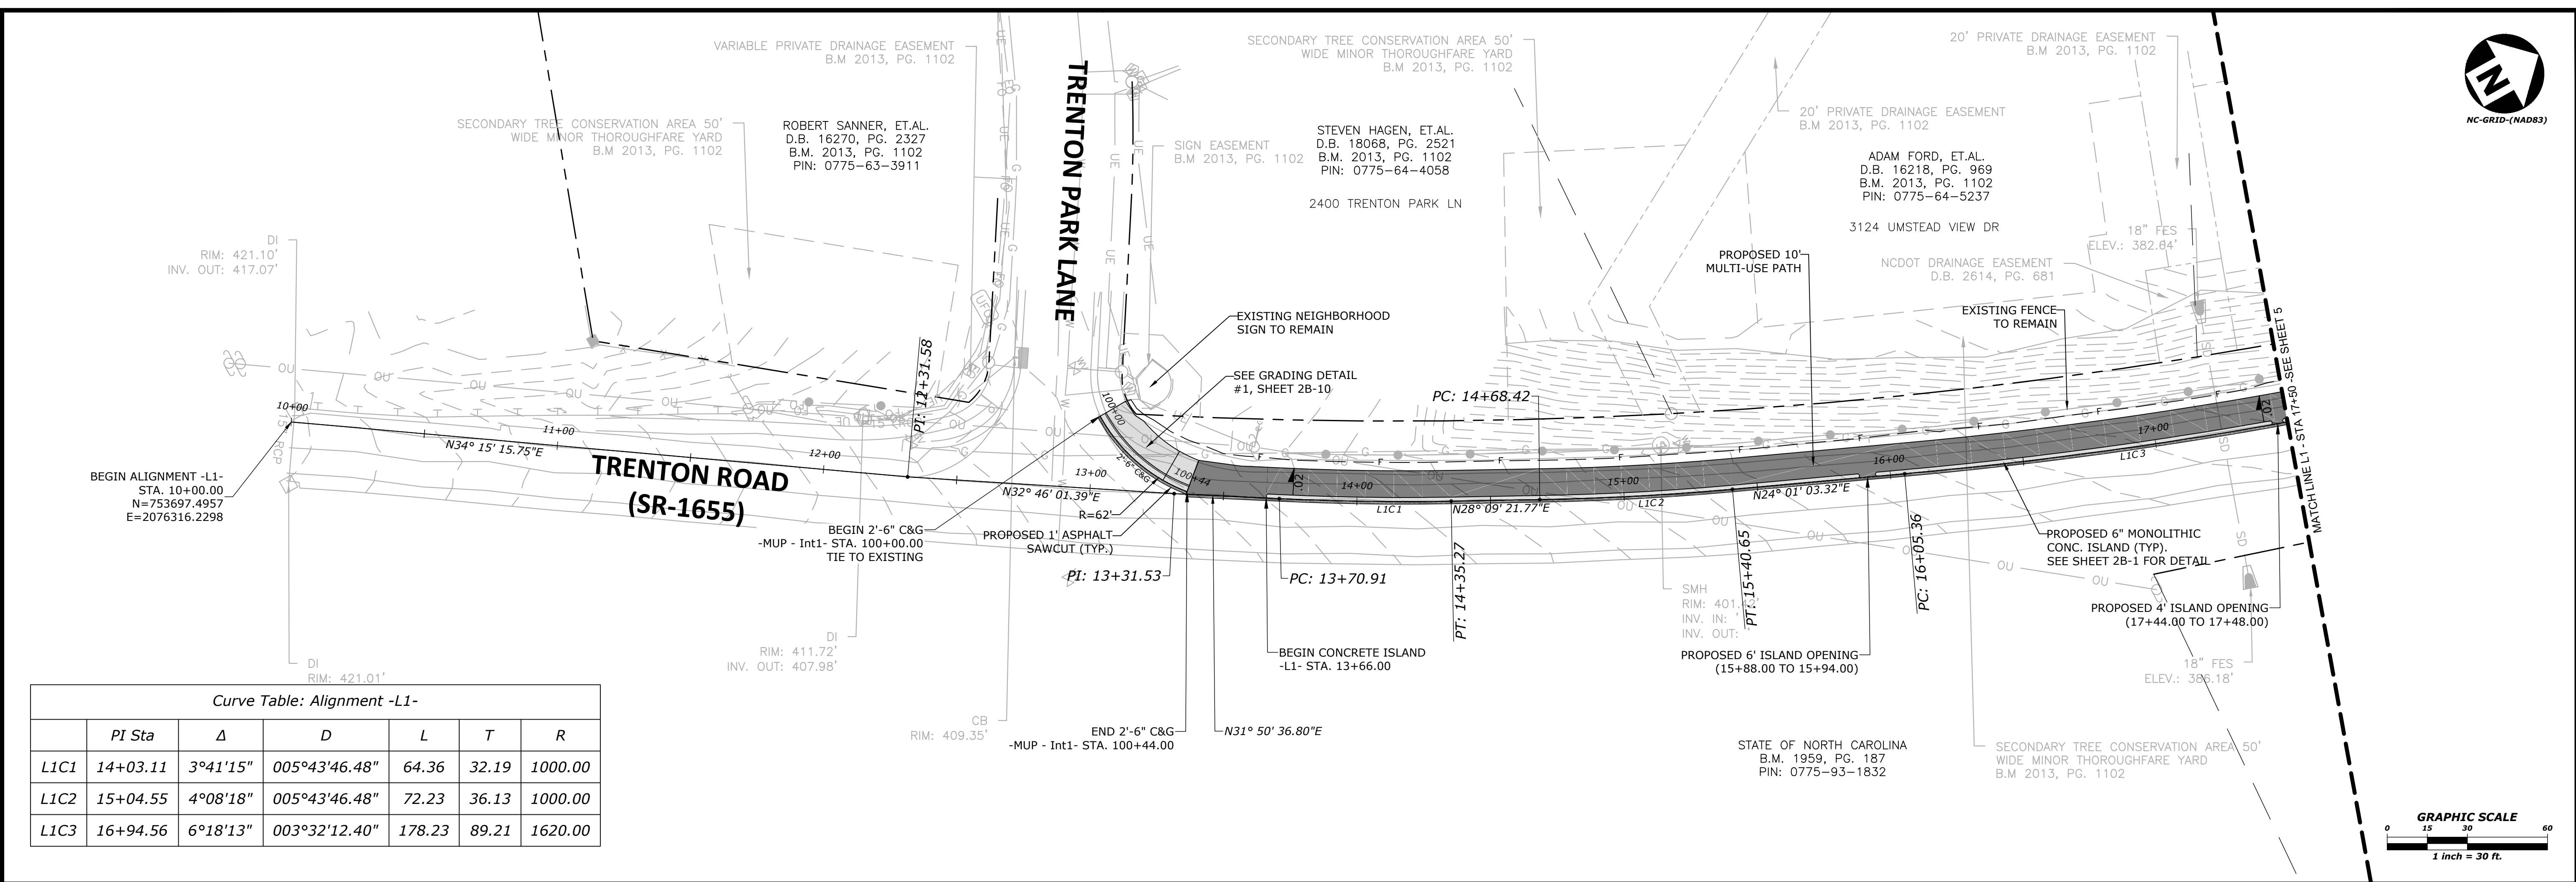 VARIABLE PRIVATE DRAINAGE EASEMENT
B.M 2013, PG. 1102
SECONDARY TREE CONSERVATION AREA 50'
WIDE MINOR THOROUGHFARE YARD
B.M 2013, PG. 1102
ROBERT SANNER, ET.AL.
D.B. 16270, PG. 2327
B.M. 2013, PG. 1102
PIN: 0775-63-3911
TRENTON PARK LANE
SIGN EASEMENT
B.M 2013, PG. 1102
SECONDARY TREE CONSERVATION AREA 50'
WIDE MINOR THOROUGHFARE YARD
B.M 2013, PG. 1102
STEVEN HAGEN, ET.AL.
D.B. 18068, PG. 2521
B.M. 2013, PG. 1102
PIN: 0775-64-4058
2400 TRENTON PARK LN
20' PRIVATE DRAINAGE EASEMENT
B.M 2013, PG. 1102
20' PRIVATE DRAINAGE EASEMENT
B.M 2013, PG. 1102
ADAM FORD, ET.AL.
D.B. 16218, PG. 969
B.M. 2013, PG. 1102
PIN: 0775-64-5237
3124 UMSTEAD VIEW DR
N
NC-GRID-(NAD83)
DI
RIM: 421.10'
INV. OUT: 417.07'
18" FES
ELEV.: 382.64'
NCDOT DRAINAGE EASEMENT
D.B. 2614, PG. 681
PROPOSED 10'
MULTI-USE PATH
EXISTING FENCE
TO REMAIN
EXISTING NEIGHBORHOOD
SIGN TO REMAIN
SEE GRADING DETAIL
#1, SHEET 2B-10
MATCH LINE L1 - STA 17+50 -SEE SHEET 5
PI: 12+31.58
PC: 14+68.42
10+00
11+00
12+00
13+00
14+00
15+00
16+00
17+00
100+00
100+44
2'-6" C&G
.02
.02
N34° 15' 15.75"E
TRENTON ROAD
(SR-1655)
N32° 46' 01.39"E
L1C1
N28° 09' 21.77"E
L1C2
N24° 01' 03.32"E
L1C3
15" RCP
BEGIN ALIGNMENT -L1-
STA. 10+00.00
N=753697.4957
E=2076316.2298
BEGIN 2'-6" C&G
-MUP - Int1- STA. 100+00.00
TIE TO EXISTING
R=62'
PROPOSED 1' ASPHALT
SAWCUT (TYP.)
PI: 13+31.53
PC: 13+70.91
PT: 14+35.27
PT: 15+40.65
PC: 16+05.36
PROPOSED 6" MONOLITHIC
CONC. ISLAND (TYP).
SEE SHEET 2B-1 FOR DETAIL
PROPOSED 4' ISLAND OPENING
(17+44.00 TO 17+48.00)
SMH
INV. IN: '
INV. OUT:
PROPOSED 6' ISLAND OPENING
(15+88.00 TO 15+94.00)
BEGIN CONCRETE ISLAND
-L1- STA. 13+66.00
DI
RIM: 411.72'
INV. OUT: 407.98'
DI
RIM: 421.01'
CB
RIM: 409.35'
END 2'-6" C&G
-MUP - Int1- STA. 100+44.00
N31° 50' 36.80"E
18" FES
ELEV.: 386.18'
STATE OF NORTH CAROLINA
B.M. 1959, PG. 187
PIN: 0775-93-1832
SECONDARY TREE CONSERVATION AREA 50'
WIDE MINOR THOROUGHFARE YARD
B.M 2013, PG. 1102
Curve Table: Alignment -L1-
PI Sta Δ D L T R
L1C1 14+03.11 3°41'15" 005°43'46.48" 64.36 32.19 1000.00
L1C2 15+04.55 4°08'18" 005°43'46.48" 72.23 36.13 1000.00
L1C3 16+94.56 6°18'13" 003°32'12.40" 178.23 89.21 1620.00
GRAPHIC SCALE
0 15 30 60
1 inch = 30 ft.